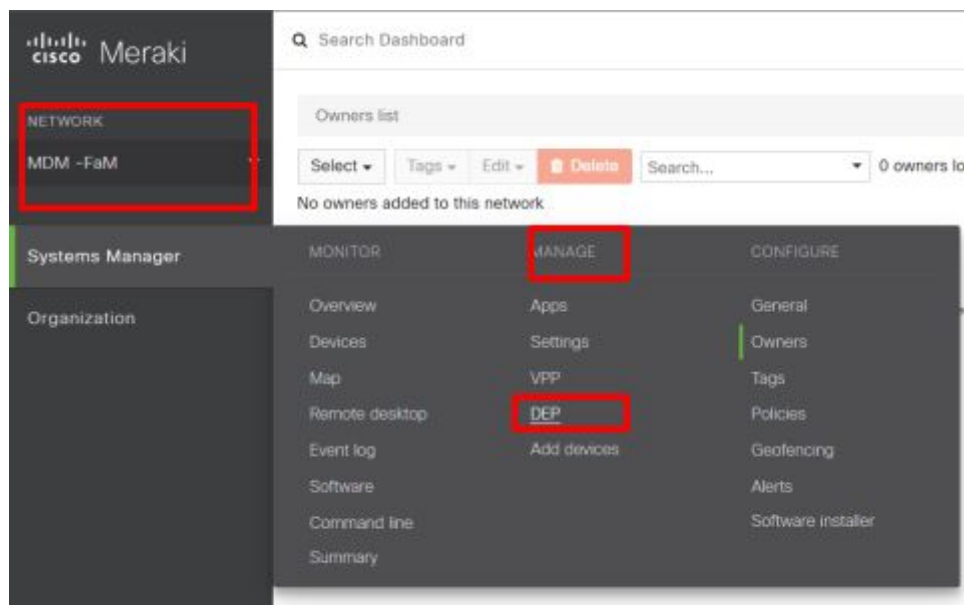 cisco Meraki
Search Dashboard
NETWORK
MDM -FaM
Owners list
Select
Tags
Edit
Delete
Search...
0 owners
No owners added to this network
Systems Manager
Organization
MONITOR
Overview
Devices
Map
Remote desktop
Event log
Software
Command line
Summary
MANAGE
Apps
Settings
VPP
DEP
Add devices
CONFIGURE
General
Owners
Tags
Policies
Geofencing
Alerts
Software installer